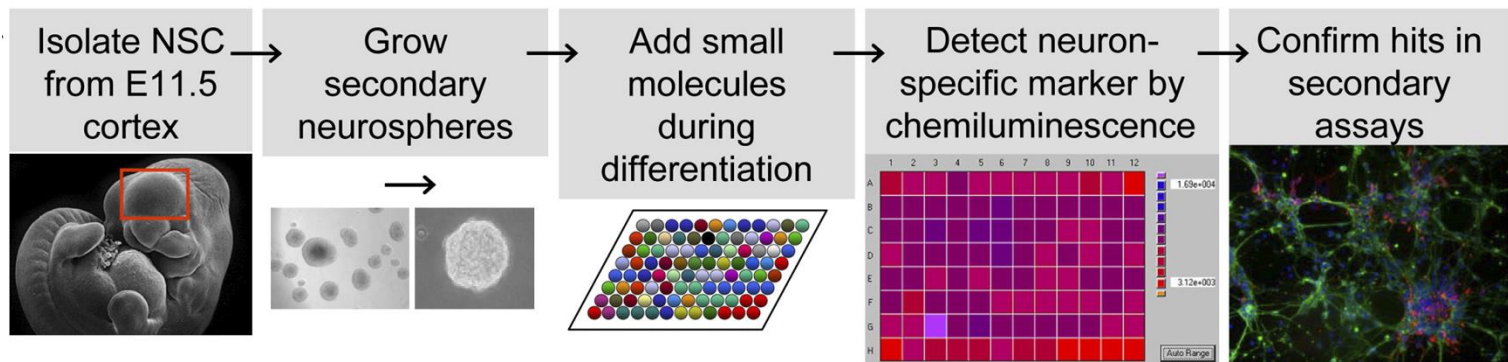 Isolate NSC
from E11.5
cortex
Grow
secondary
neurospheres
Add small
molecules
during
differentiation
Detect neuron-
specific marker by
chemiluminescence
Confirm hits in
secondary
assays
1 2 3 4 5 6 7 8 9 10 11 12
A
1.69e+004
B
C
D
E
3.12e+003
F
G
H
Auto Range